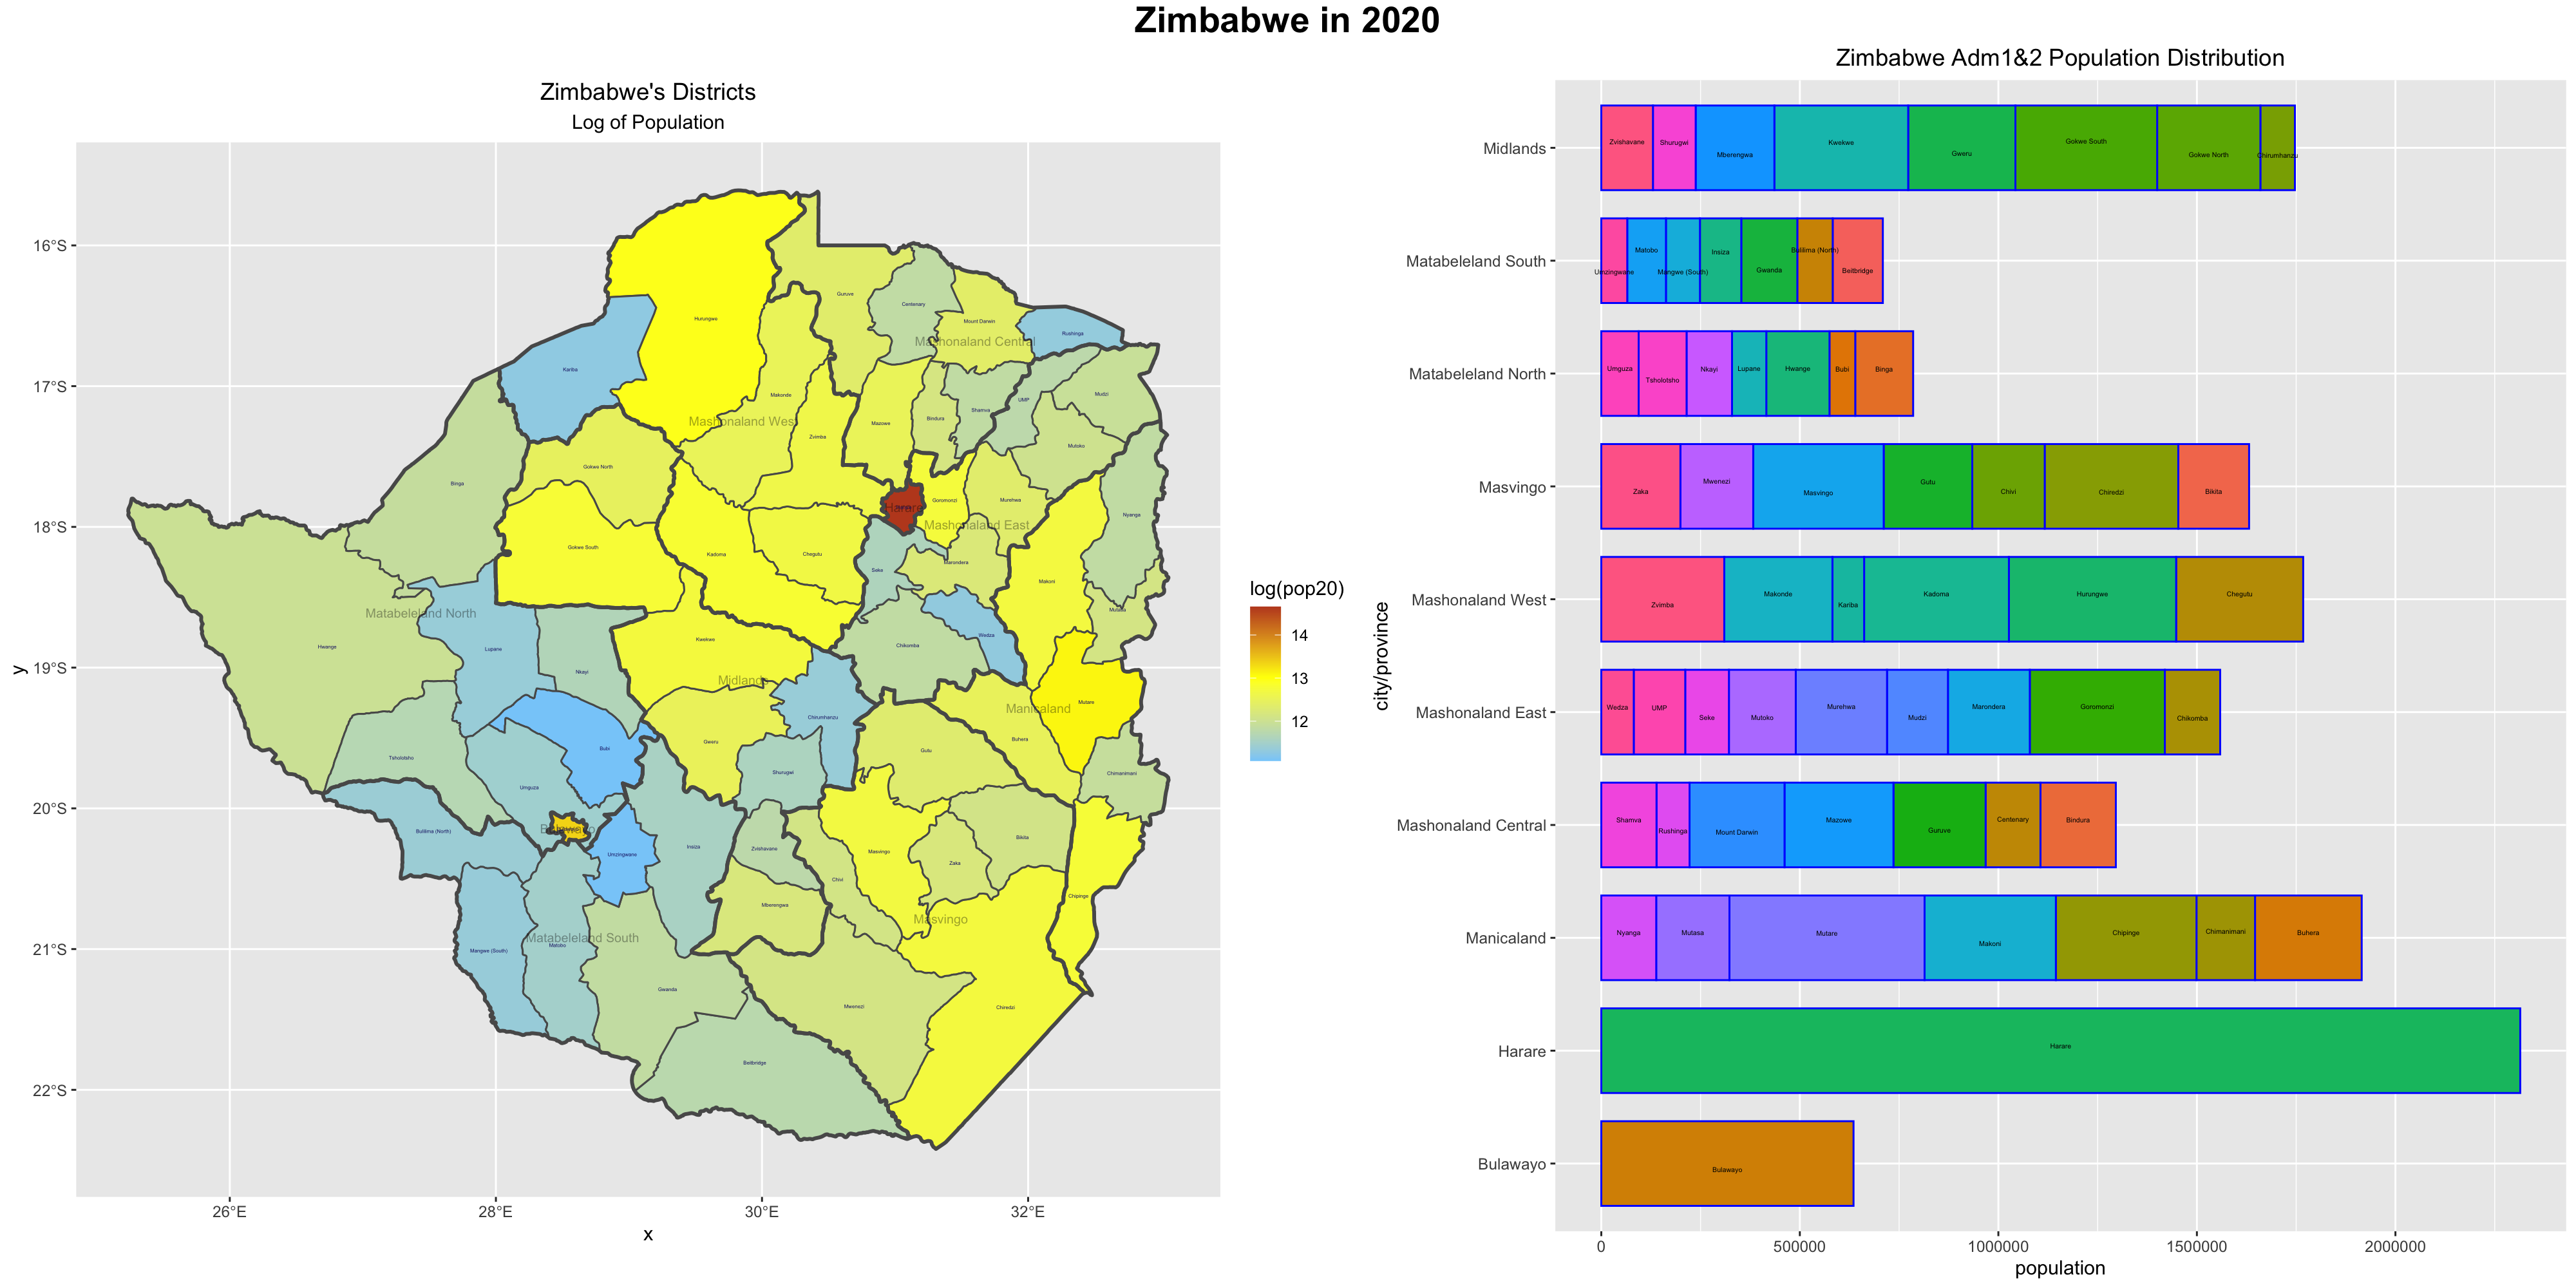 Zimbabwe in 2020
Zimbabwe's Districts
Log of Population
16°S
17°S
18°S
19°S
20°S
21°S
22°S
y
26°E
28°E
30°E
32°E
x
Hurungwe
Guruve
Centenary
Mount Darwin
Mashonaland Central
Rushinga
Kariba
Makonde
Mashonaland West
Zvimba
Mazowe
Bindura
Shamva
UMP
Mudzi
Mutoko
Gokwe North
Binga
Goromonzi
Murehwa
Harare
Mashonaland East
Nyange
Gokwe South
Kadoma
Chegutu
Seke
Marondera
Makoni
Matabeleland North
Mutasa
Hwange
Lupane
Nkayi
Kwekwe
Chikomba
Wedza
Midlands
Manicaland
Mutare
Chirumhanzu
Gweru
Buhera
Bubi
Gutu
Tsholotsho
Shurugwi
Chimanimani
Umguza
Bulawayo
Bulilima (North)
Umzingwane
Insiza
Zvishavane
Masvingo
Zaka
Bikita
Chivi
Chipinge
Mberengwa
Masvingo
Matabeleland South
Matobo
Mangwe (South)
Gwanda
Mwenezi
Chiredzi
Beitbridge
log(pop20)
14
13
12
Zimbabwe Adm1&2 Population Distribution
city/province
Midlands
Zvishavane Shurugwi Mberengwa Kwekwe Gweru Gokwe South Gokwe North Chirumhanzu
Matabeleland South
Umzingwane Matobo Mangwe (South) Insiza Gwanda Bulilima (North) Beitbridge
Matabeleland North
Umguza Tsholotsho Nkayi Lupane Hwange Bubi Binga
Masvingo
Zaka Mwenezi Masvingo Gutu Chivi Chiredzi Bikita
Mashonaland West
Zvimba Makonde Kariba Kadoma Hurungwe Chegutu
Mashonaland East
Wedza UMP Seke Mutoko Murehwa Mudzi Marondera Goromonzi Chikomba
Mashonaland Central
Shamva Rushinga Mount Darwin Mazowe Guruve Centenary Bindura
Manicaland
Nyanga Mutasa Mutare Makoni Chipinge Chimanimani Buhera
Harare
Harare
Bulawayo
Bulawayo
0
500000
1000000
1500000
2000000
population